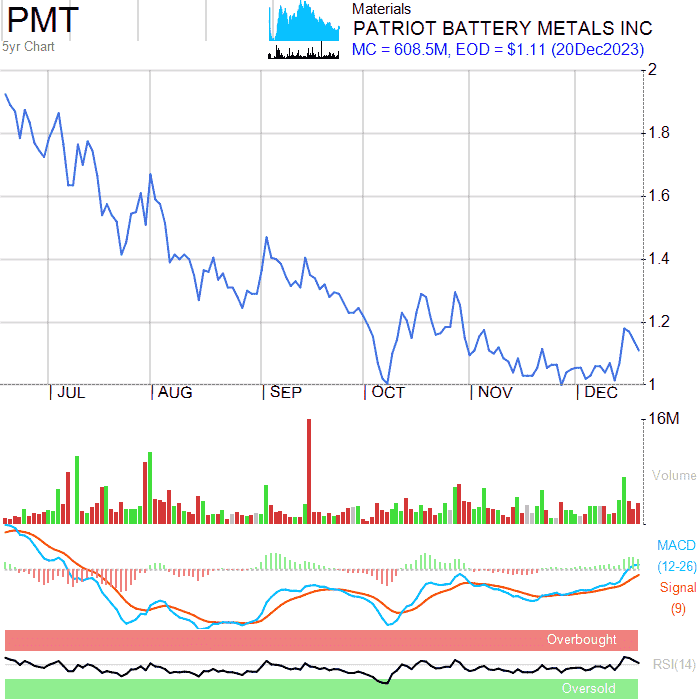 PMT
5yr Chart
Materials
PATRIOT BATTERY METALS INC
MC = 608.5M, EOD = $1.11 (20Dec2023)
2
1.8
1.6
1.4
1.2
1
JUL AUG SEP OCT NOV DEC
16M
Volume
MACD
(12-26)
Signal
(9)
Overbought
RSI(14)
Oversold